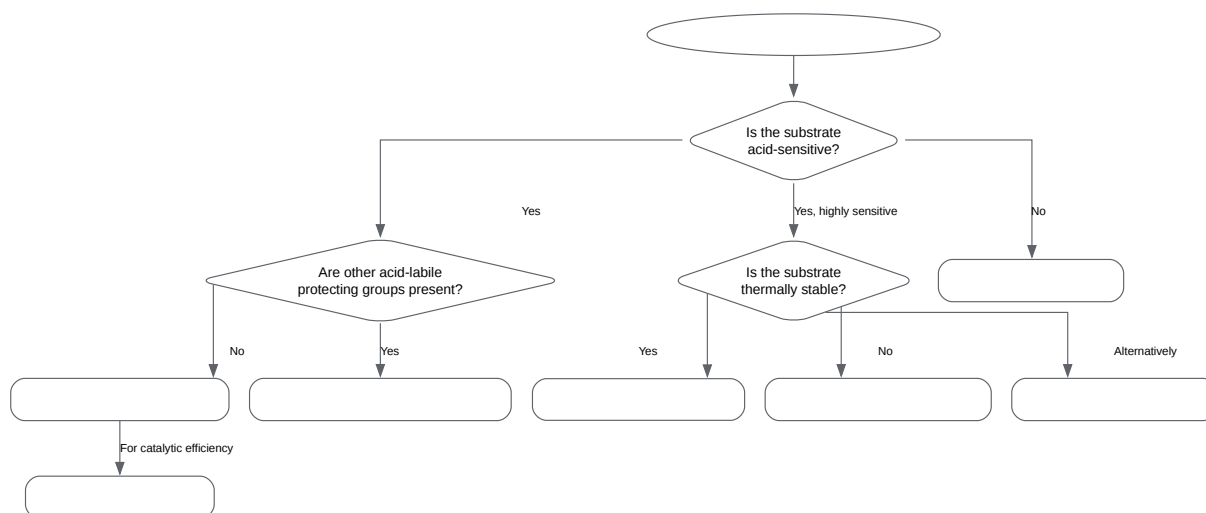 Is the substrate
acid-sensitive?
Yes
Yes, highly sensitive
No
Are other acid-labile
protecting groups present?
Is the substrate
thermally stable?
No
Yes
Yes
No
Alternatively
For catalytic efficiency